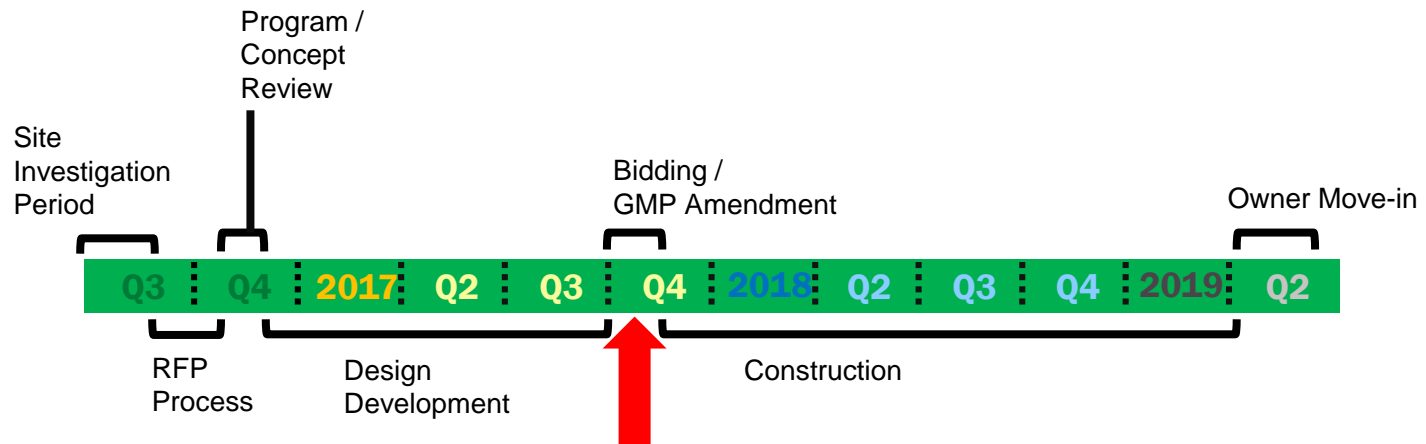 Program /
Concept
Review
Site
Investigation
Period
Bidding /
GMP Amendment
Owner Move-in
Q3 Q4 2017 Q2 Q3 Q4 2018 Q2 Q3 Q4 2019 Q2
RFP
Process
Design
Development
Construction